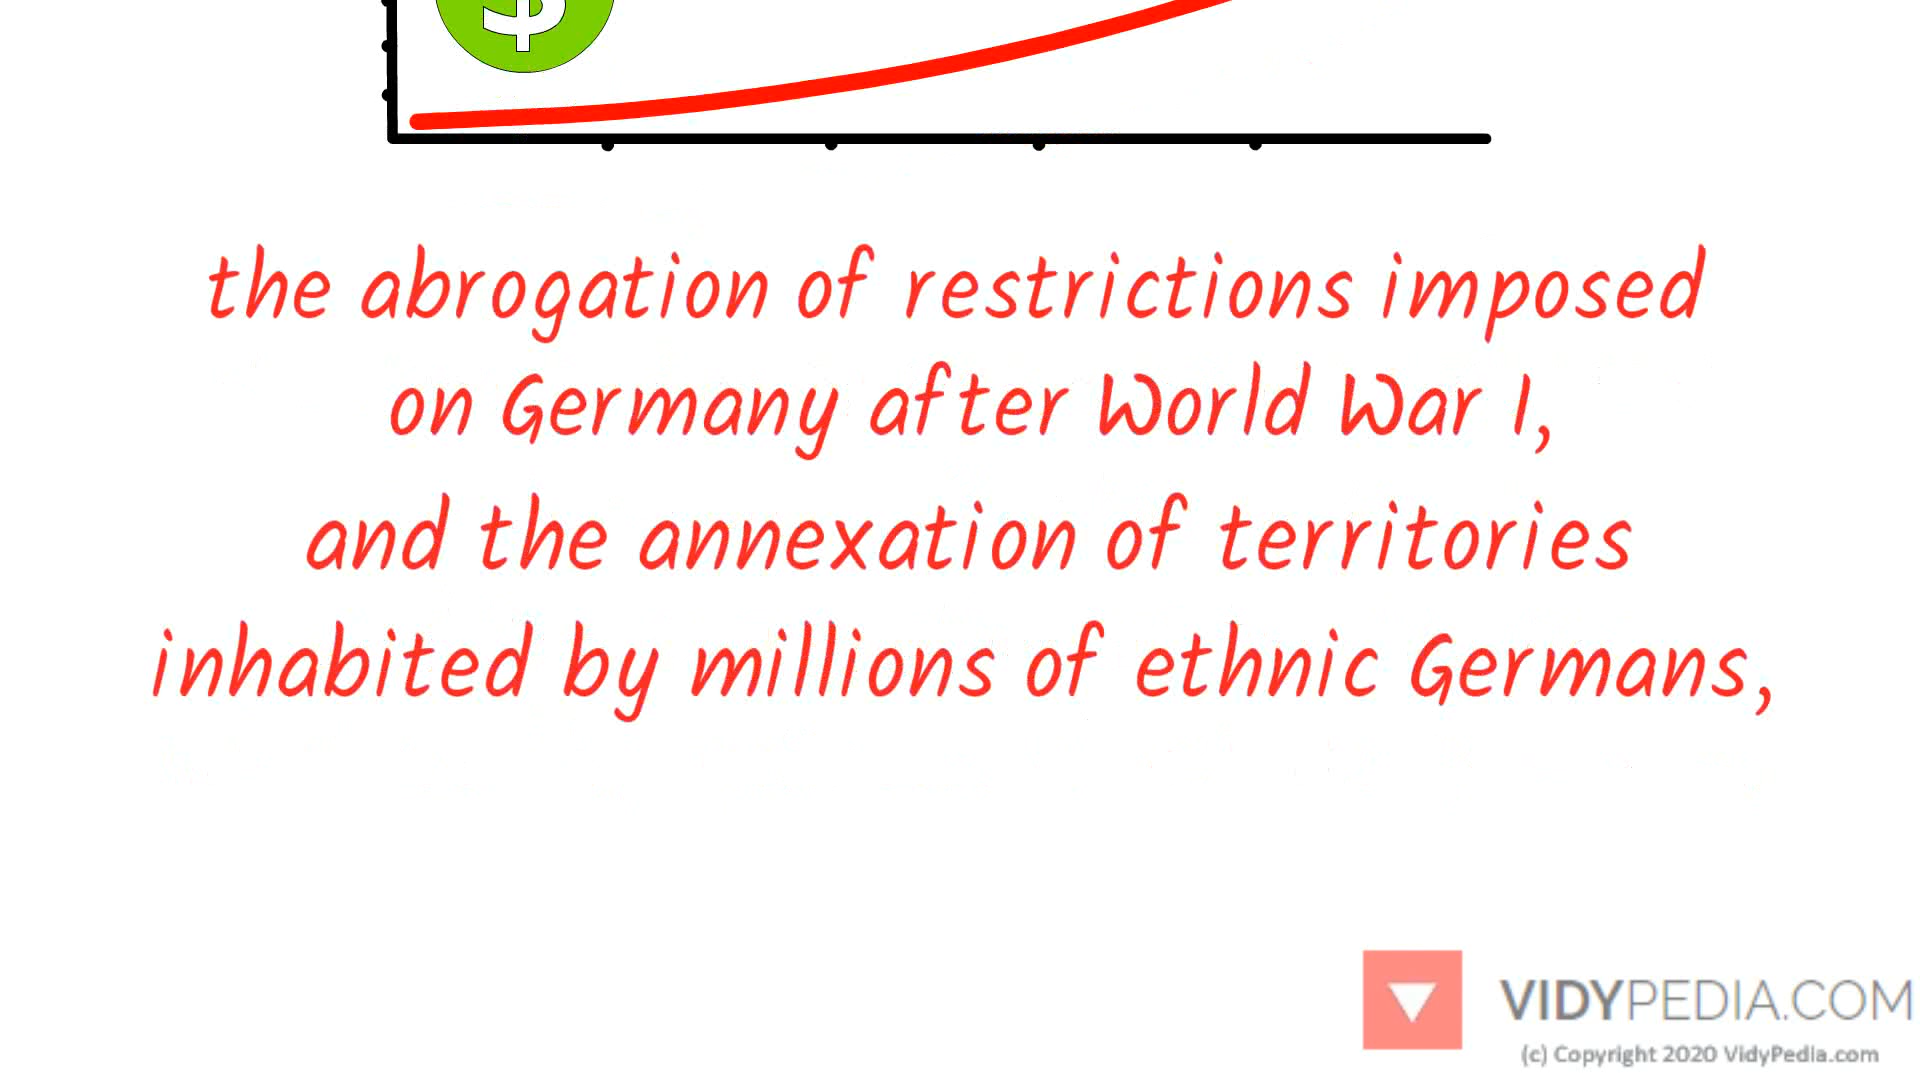 $
the abrogation of restrictions imposed
on Germany after World War I,
and the annexation of territories
inhabited by millions of ethnic Germans,
VIDYPEDIA.COM
(c) Copyright 2020 VidyPedia.com